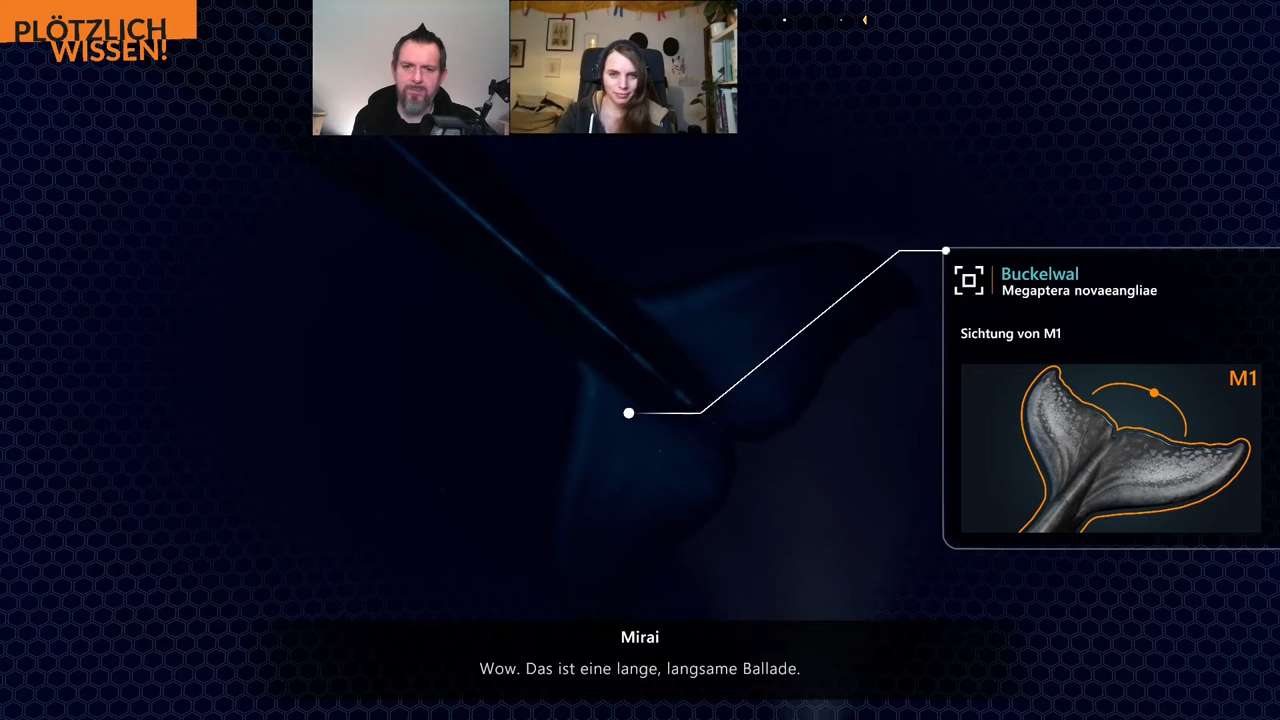 PLÖTZLICH
WISSEN!
Buckelwal
Megaptera novaeangliae
Sichtung von M1
M1
Mirai
Wow. Das ist eine lange, langsame Ballade.